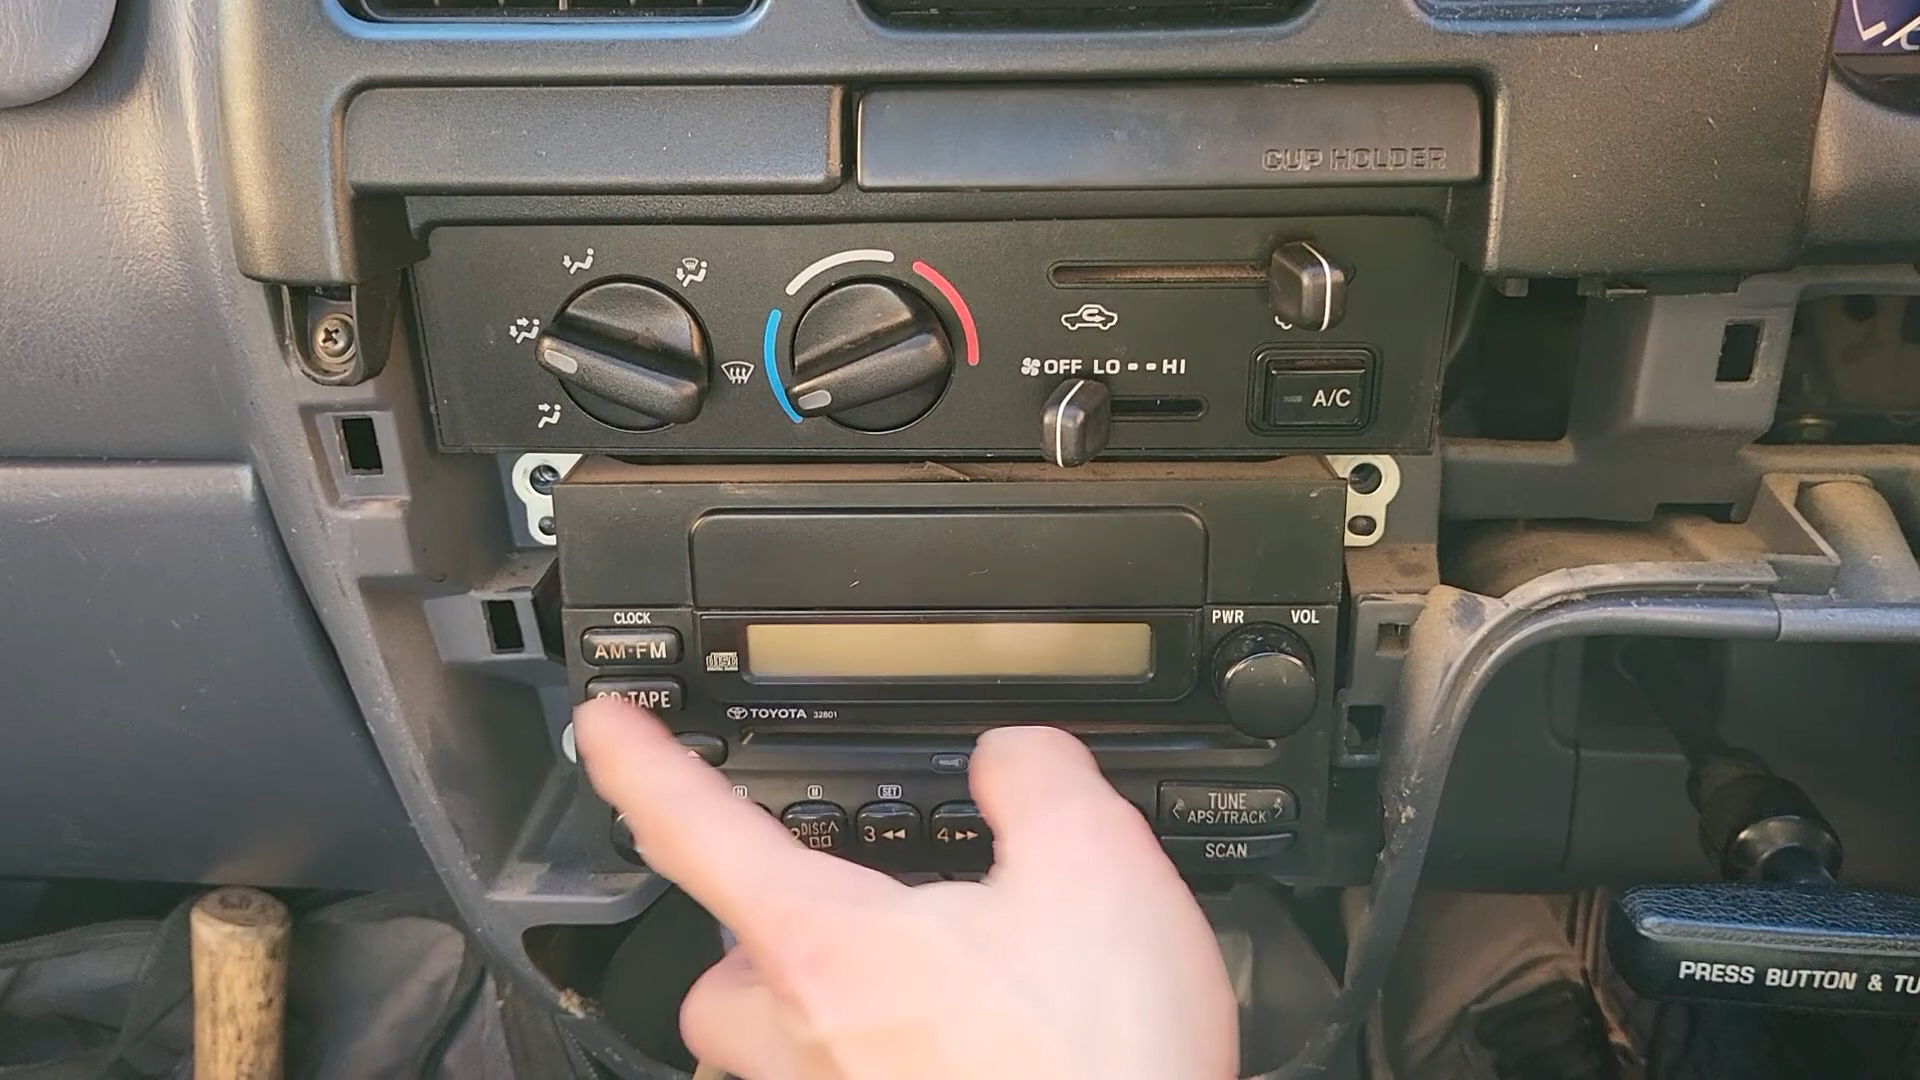 CUP HOLDER
OFF LO HI
A/C
CLOCK
AM·FM
PWR VOL
CD·TAPE
TOYOTA 32801
M
SET
DISC
3
4
TUNE
APS/TRACK
SCAN
PRESS BUTTON & TU